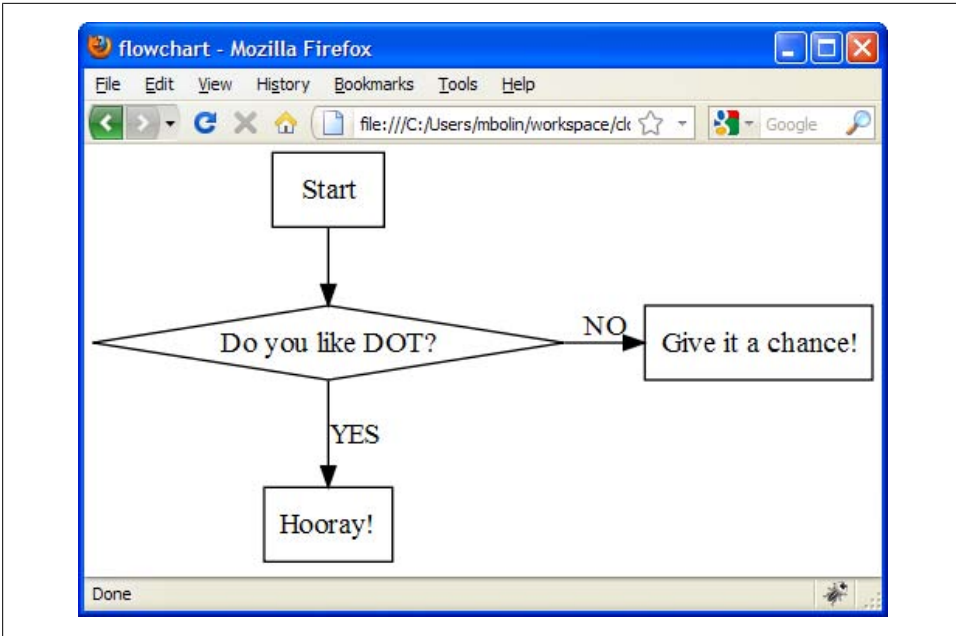 flowchart - Mozilla Firefox
File Edit View History Bookmarks Tools Help
file:///C:/Users/mbolin/workspace/clo Google
Start
Do you like DOT?
NO
Give it a chance!
YES
Hooray!
Done